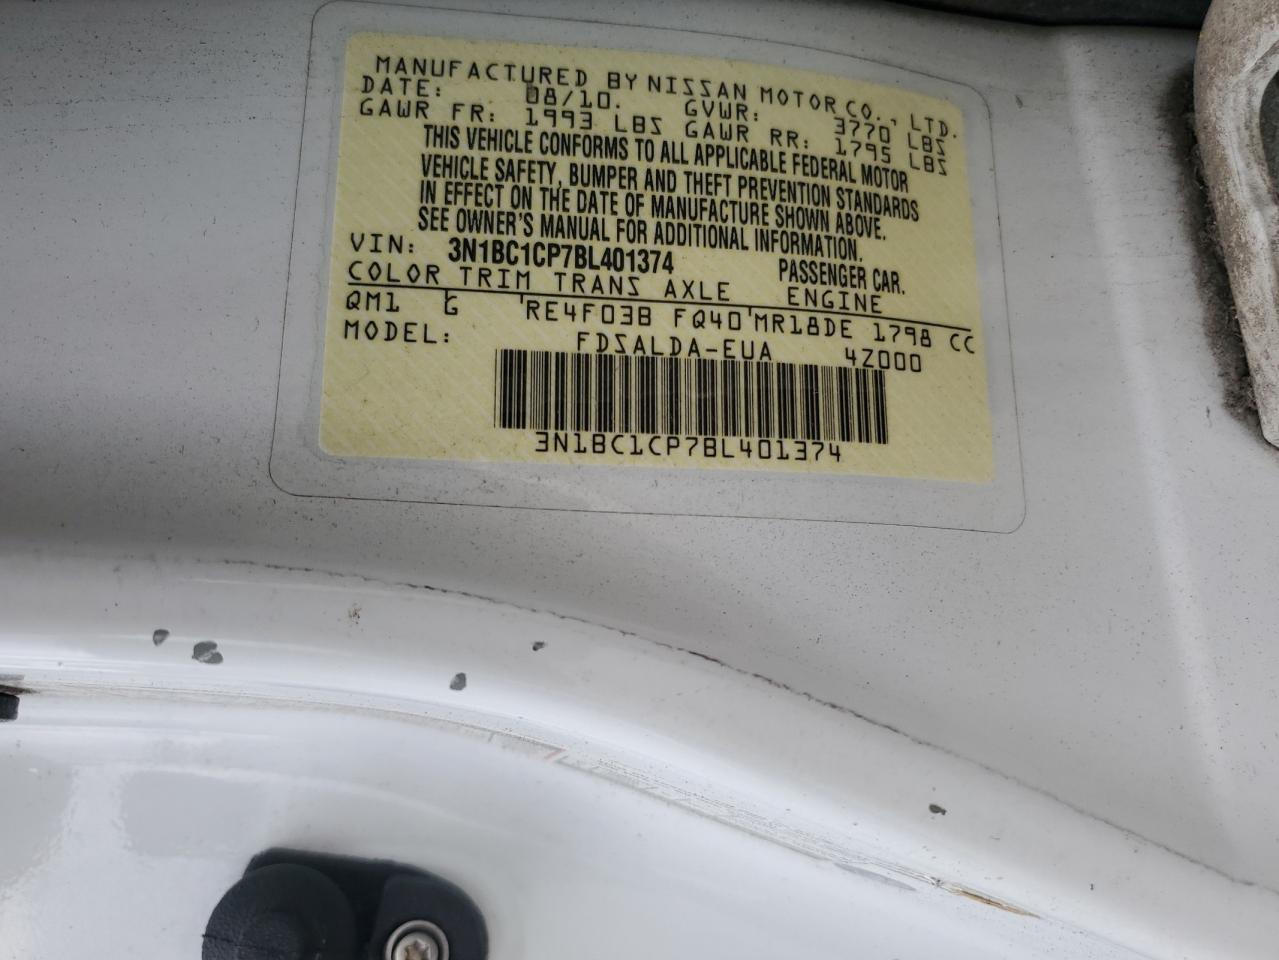 MANUFACTURED BY NISSAN MOTOR CO., LTD.
DATE: 08/10. GVWR: 3770 LBS
GAWR FR: 1993 LBS GAWR RR: 1795 LBS
THIS VEHICLE CONFORMS TO ALL APPLICABLE FEDERAL MOTOR
VEHICLE SAFETY, BUMPER AND THEFT PREVENTION STANDARDS
IN EFFECT ON THE DATE OF MANUFACTURE SHOWN ABOVE.
SEE OWNER'S MANUAL FOR ADDITIONAL INFORMATION.
VIN: 3N1BC1CP7BL401374 PASSENGER CAR.
COLOR TRIM TRANS AXLE ENGINE
QM1 G RE4F03B FQ40 MR18DE 1798 CC
MODEL: FDSALDA-EUA 4Z000
3N1BC1CP7BL401374